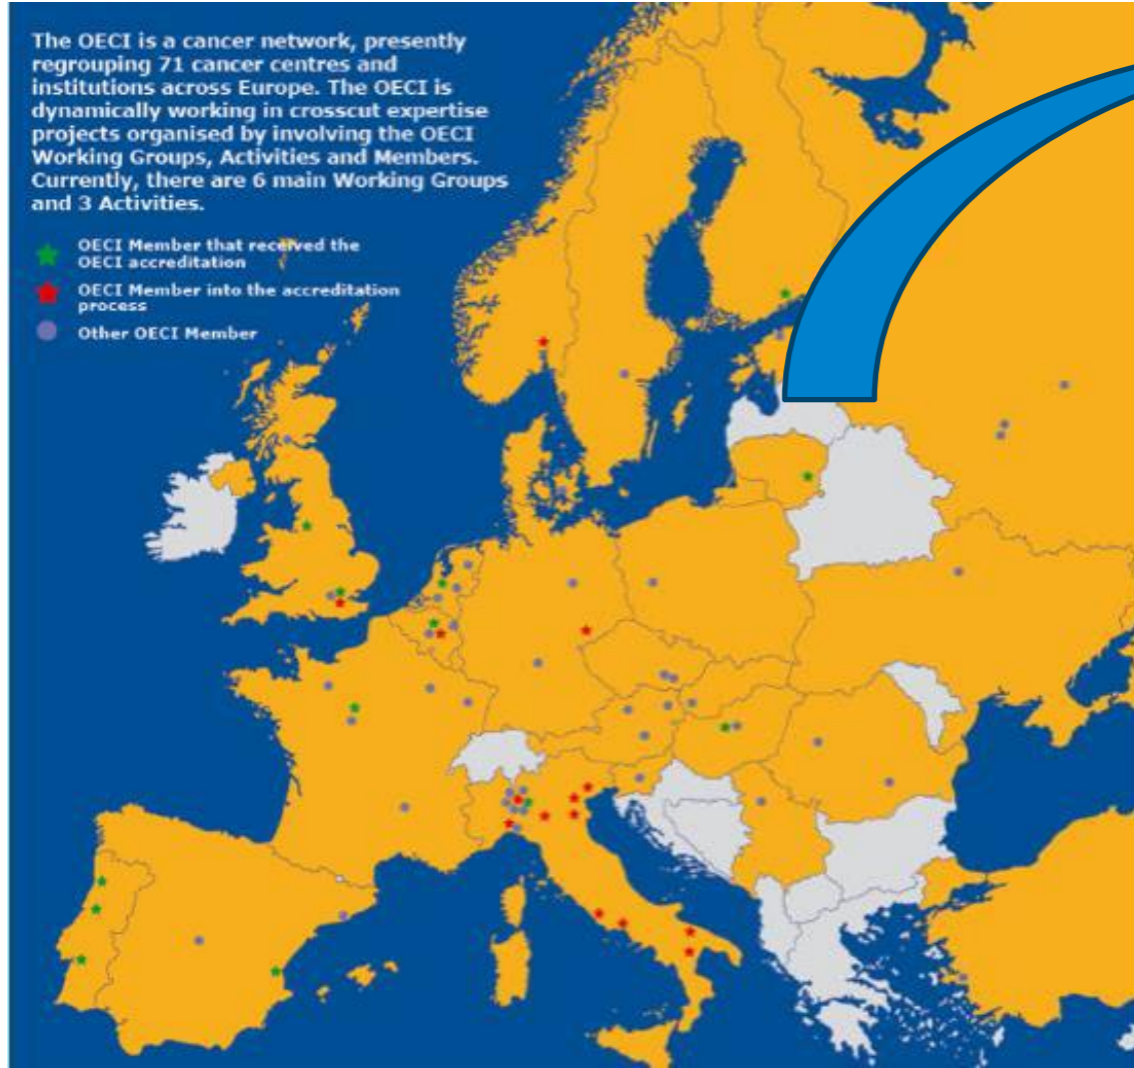 The OECI is a cancer network, presently
regrouping 71 cancer centres and
institutions across Europe. The OECI is
dynamically working in crosscut expertise
projects organised by involving the OECI
Working Groups, Activities and Members.
Currently, there are 6 main Working Groups
and 3 Activities.
OECI Member that received the
OECI accreditation
OECI Member into the accreditation
process
Other OECI Member